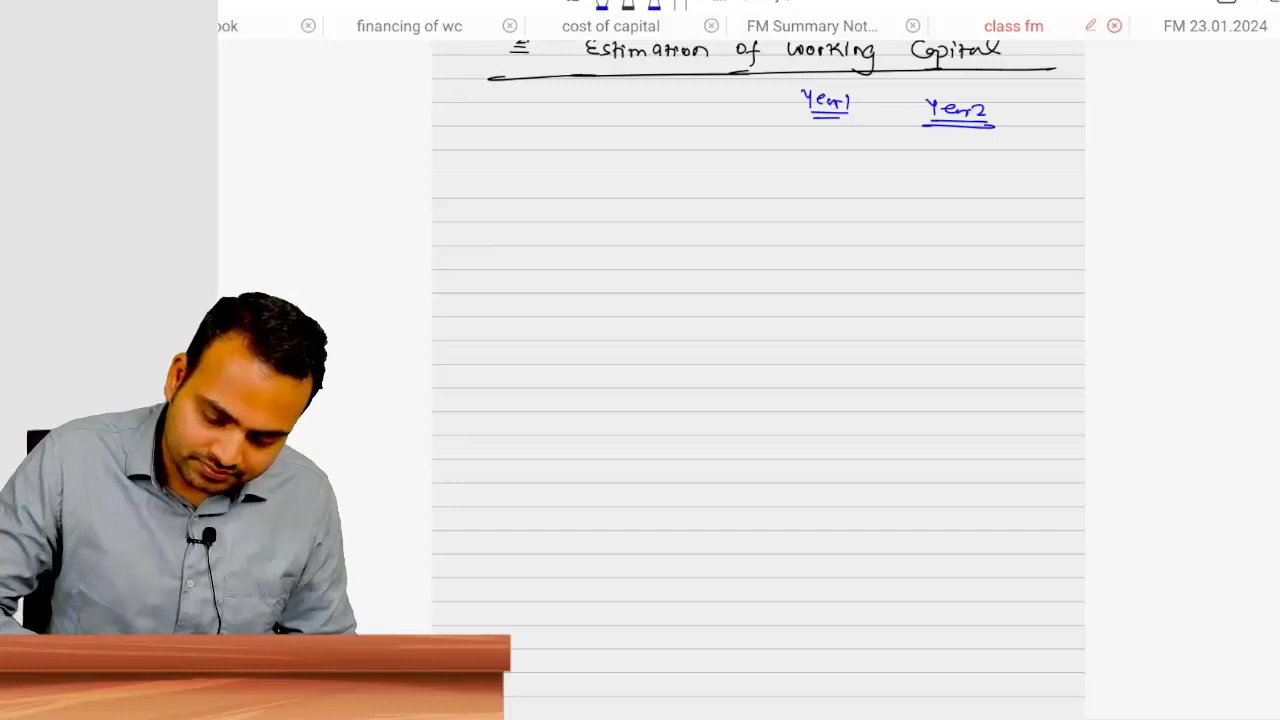 ook financing of wc cost of capital FM Summary Not... class fm FM 23.01.2024
Estimation of Working Capital
Year1 Year2